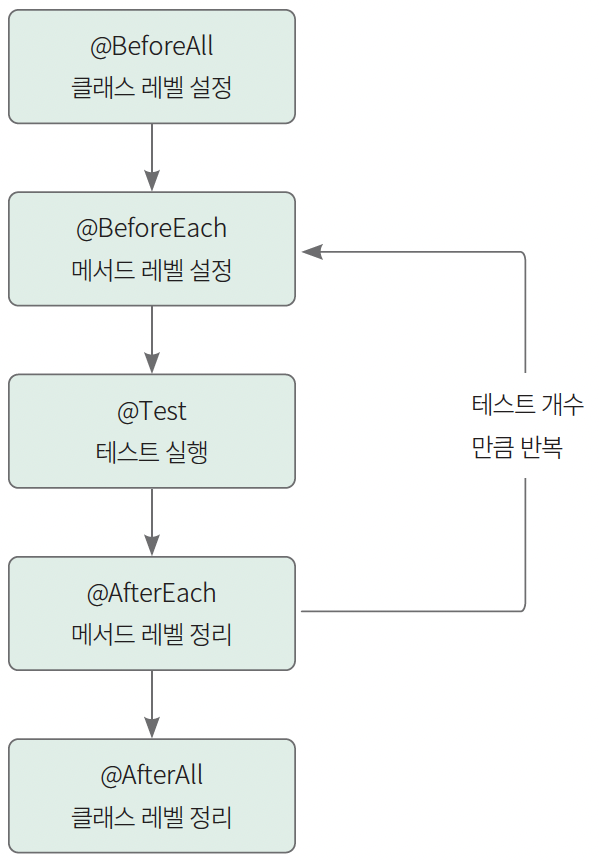 @BeforeAll
클래스 레벨 설정
@BeforeEach
메서드 레벨 설정
@Test
테스트 실행
테스트 개수
만큼 반복
@AfterEach
메서드 레벨 정리
@AfterAll
클래스 레벨 정리